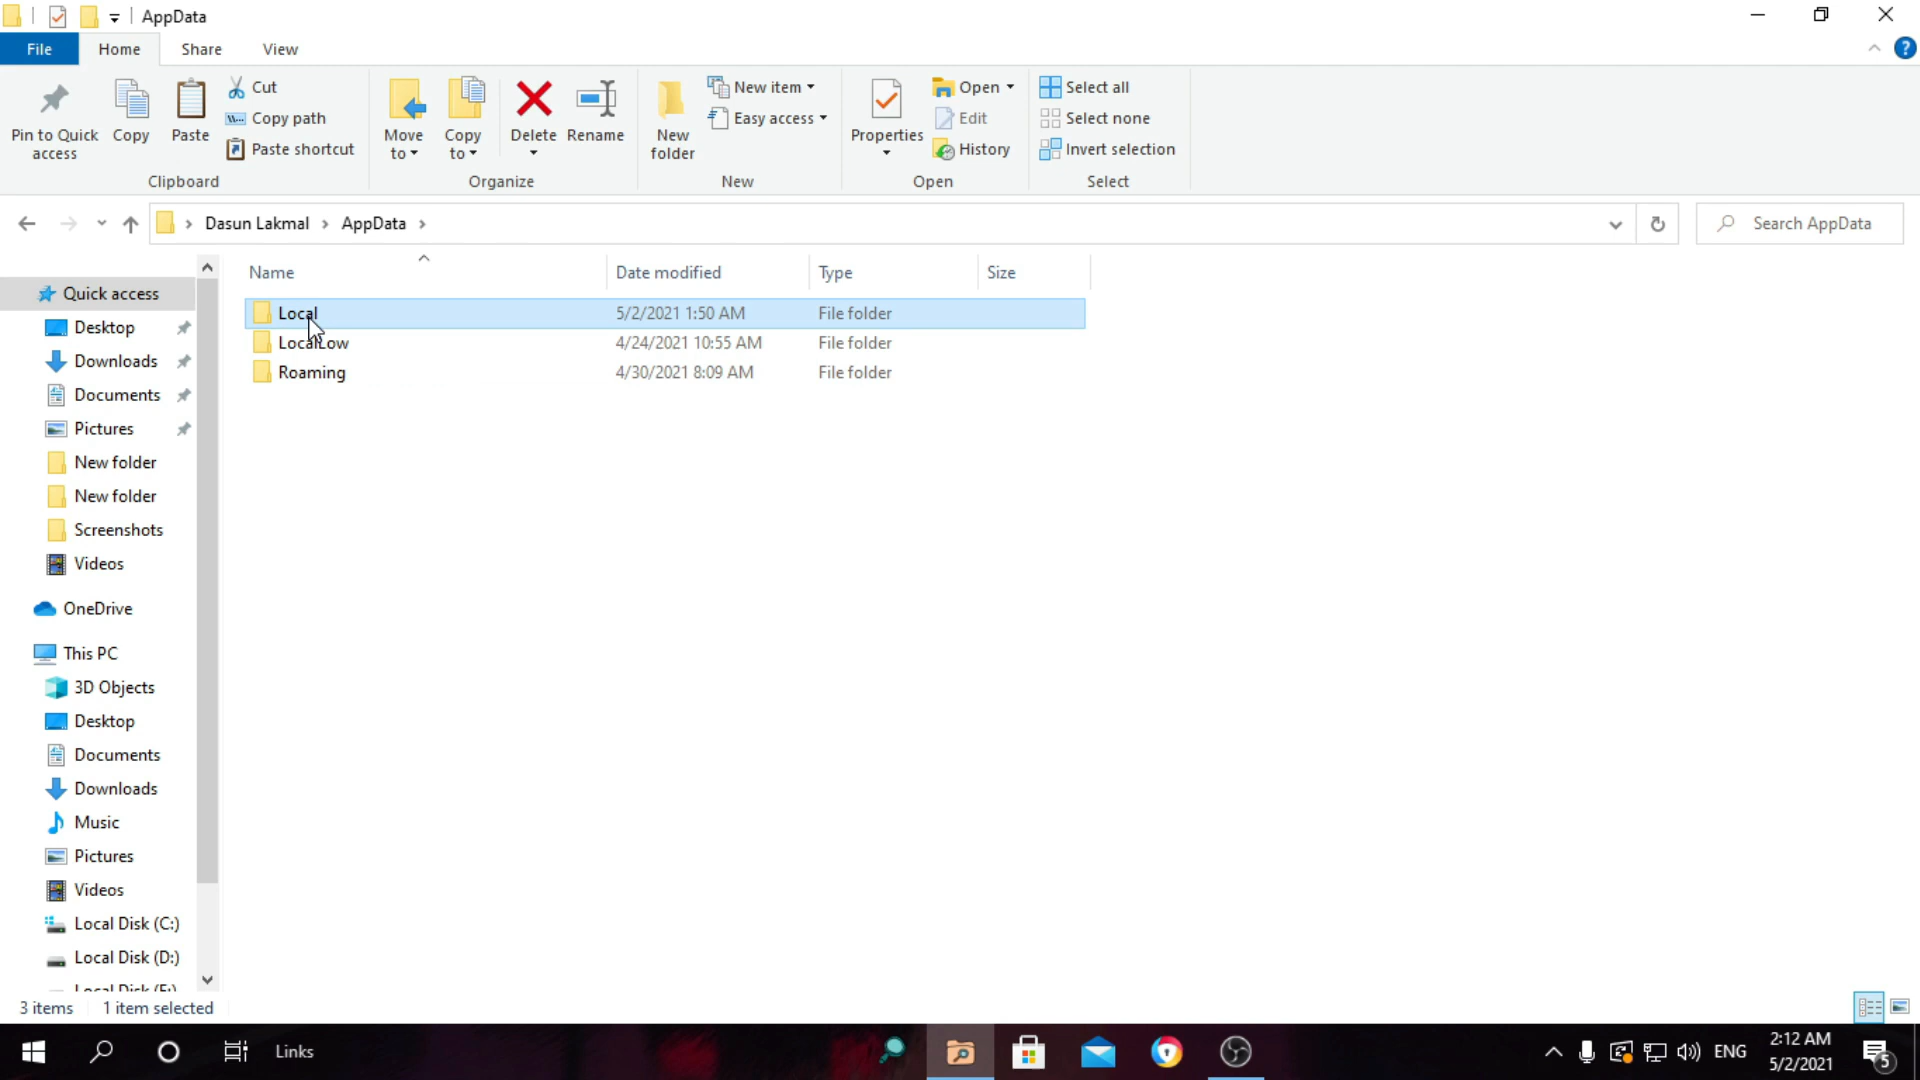 AppData
File Home Share View
Pin to Quick access
Copy
Paste
Cut
Copy path
Paste shortcut
Clipboard
Move to
Copy to
Delete
Rename
Organize
New folder
New item
Easy access
New
Properties
Open
Edit
History
Open
Select all
Select none
Invert selection
Select
Dasun Lakmal > AppData >
Search AppData
Name Date modified Type Size
Local 5/2/2021 1:50 AM File folder
LocalLow 4/24/2021 10:55 AM File folder
Roaming 4/30/2021 8:09 AM File folder
Quick access
Desktop
Downloads
Documents
Pictures
New folder
New folder
Screenshots
Videos
OneDrive
This PC
3D Objects
Desktop
Documents
Downloads
Music
Pictures
Videos
Local Disk (C:)
Local Disk (D:)
3 items 1 item selected
Links
ENG
2:12 AM
5/2/2021
5